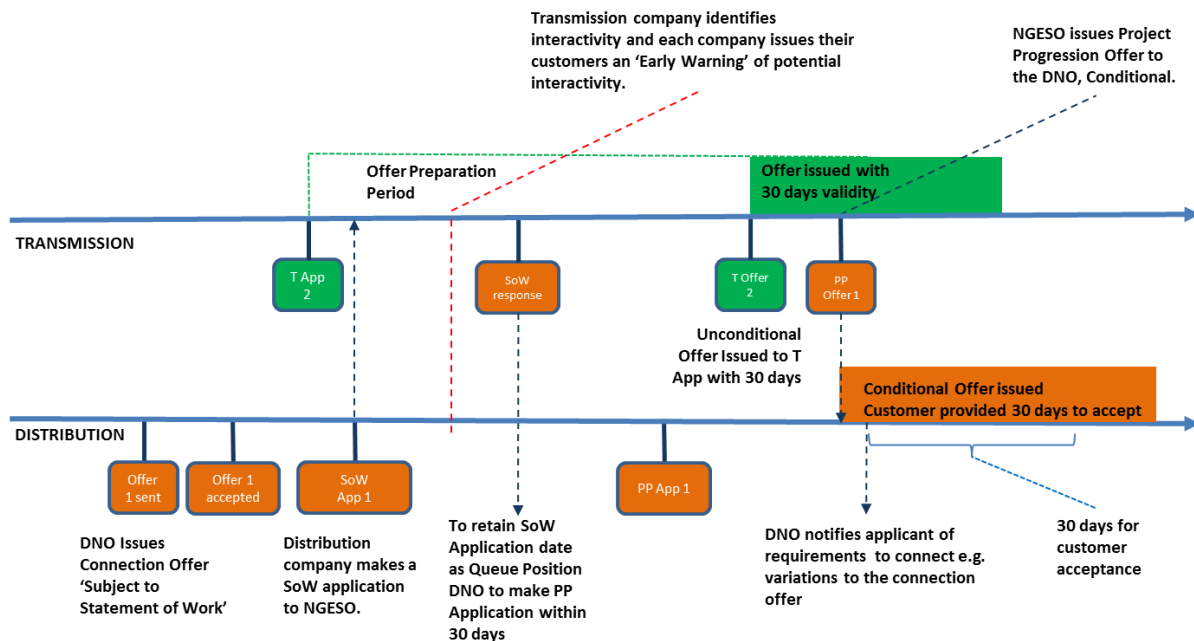 Transmission company identifies
interactivity and each company issues their
customers an ‘Early Warning’ of potential
interactivity.
NGESO issues Project
Progression Offer to
the DNO, Conditional.
Offer Preparation
Period
Offer issued with
30 days validity
TRANSMISSION
T App
2
SoW
response
T Offer
2
PP
Offer 1
Unconditional
Offer Issued to T
App with 30 days
Conditional Offer issued
Customer provided 30 days to accept
DISTRIBUTION
Offer
1 sent
Offer 1
accepted
SoW
App 1
PP App 1
DNO Issues
Connection Offer
‘Subject to
Statement of Work’
Distribution
company makes a
SoW application
to NGESO.
To retain SoW
Application date
as Queue Position
DNO to make PP
Application within
30 days
DNO notifies applicant of
requirements to connect e.g.
variations to the connection
offer
30 days for
customer
acceptance